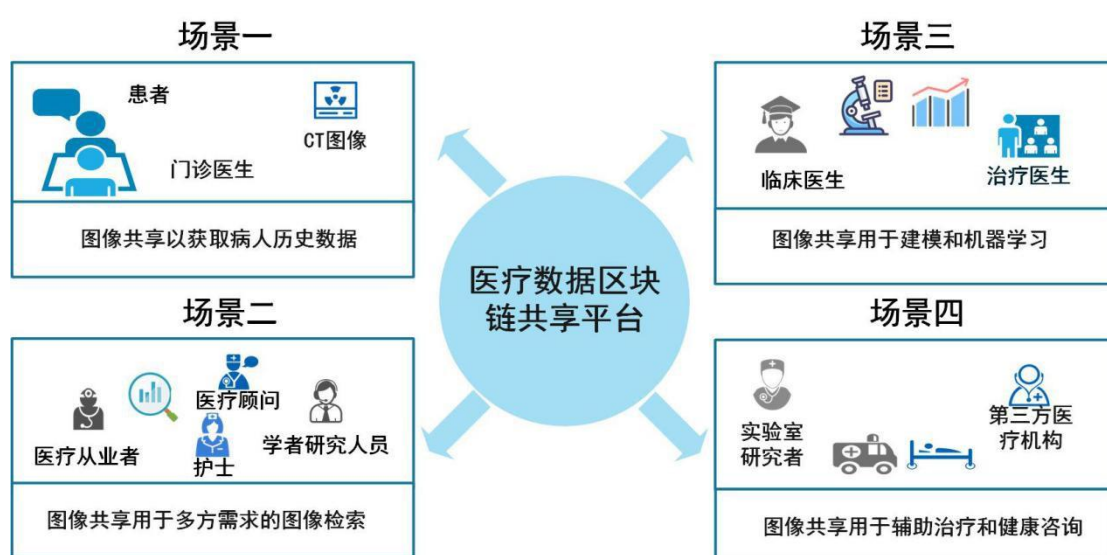 场景一
患者
CT图像
门诊医生
图像共享以获取病人历史数据
场景二
医疗顾问
医疗从业者
护士
学者研究人员
图像共享用于多方需求的图像检索
医疗数据区块
链共享平台
场景三
临床医生
治疗医生
图像共享用于建模和机器学习
场景四
实验室
研究者
第三方医
疗机构
图像共享用于辅助治疗和健康咨询